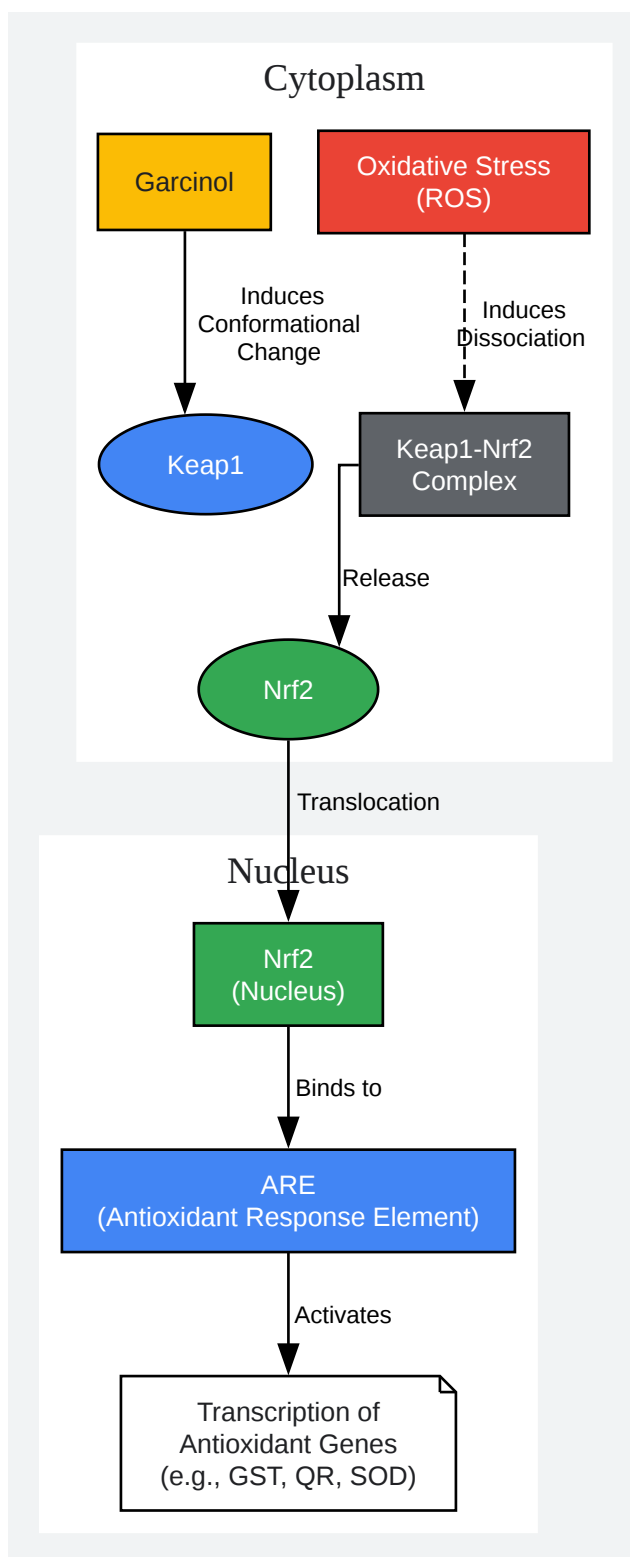 Cytoplasm
Garcinol
Oxidative Stress
(ROS)
Induces
Conformational
Change
Induces
Dissociation
Keap1
Keap1-Nrf2
Complex
Release
Nrf2
Translocation
Nucleus
Nrf2
(Nucleus)
Binds to
ARE
(Antioxidant Response Element)
Activates
Transcription of
Antioxidant Genes
(e.g., GST, QR, SOD)